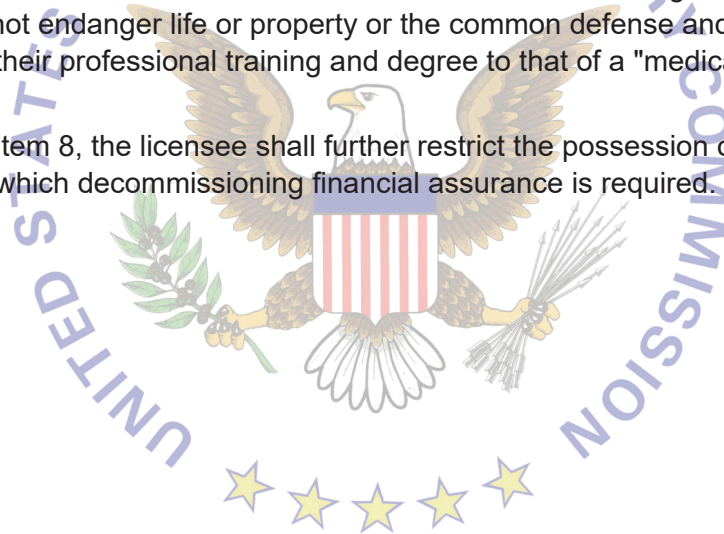 not endanger life or property or the common defense and
their professional training and degree to that of a "medica
tem 8, the licensee shall further restrict the possession
which decommissioning financial assurance is required.
UNITED STATES
Y COMMISSION